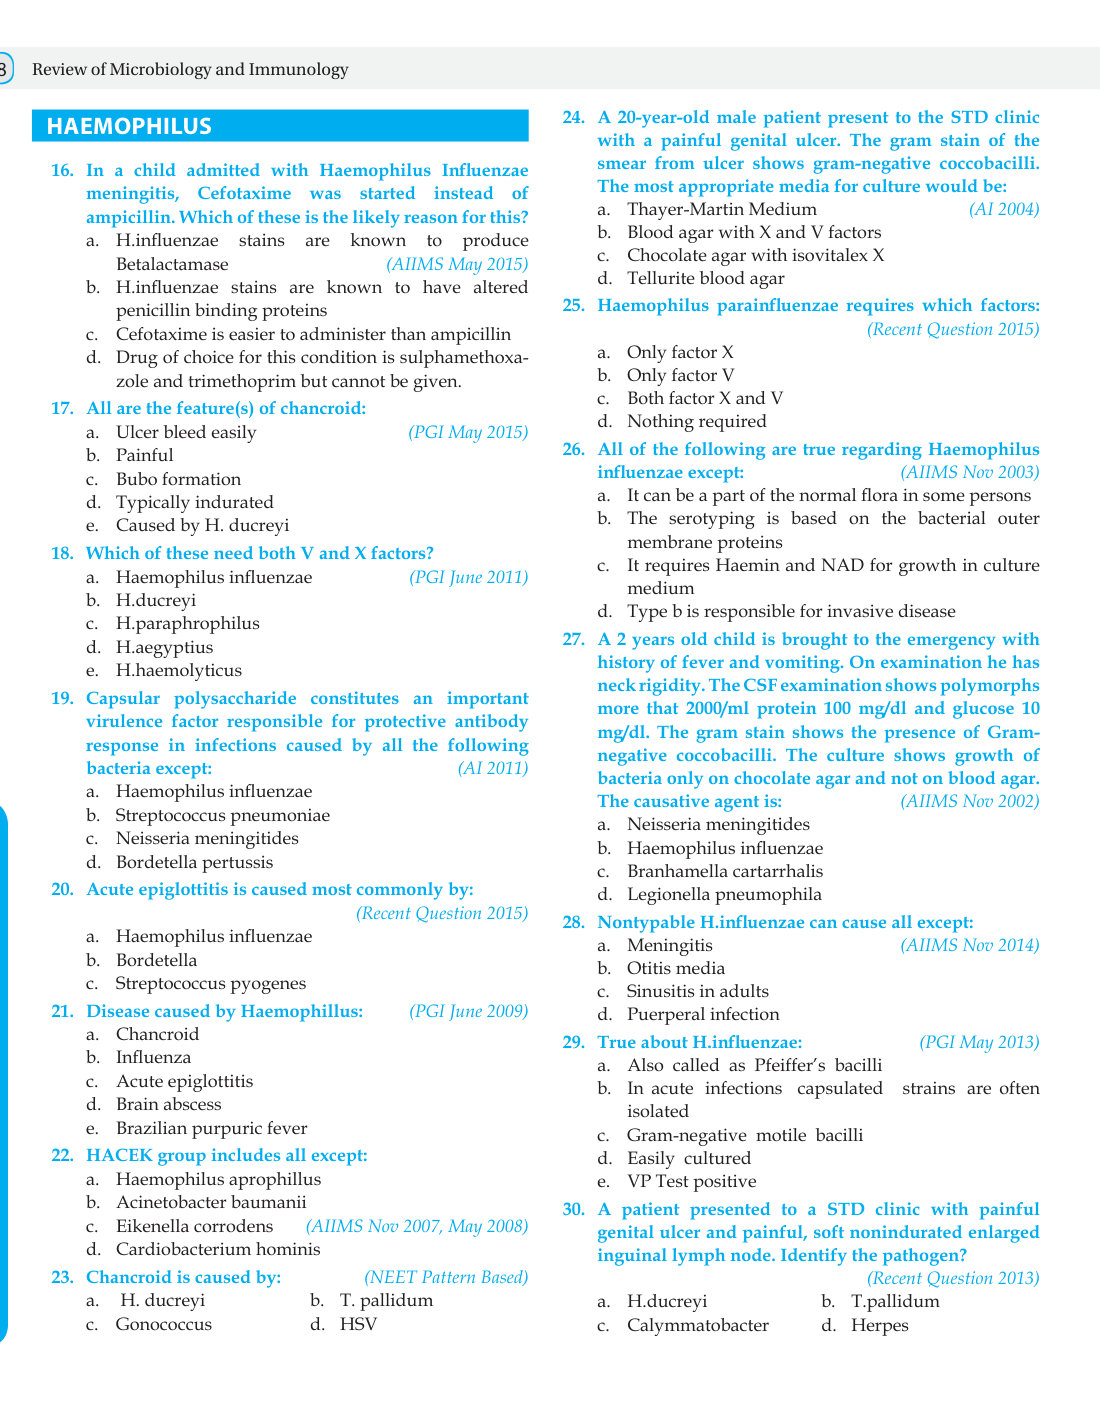 8 Review of Microbiology and Immunology
HAEMOPHILUS
16. In a child admitted with Haemophilus Influenzae
meningitis, Cefotaxime was started instead of
ampicillin. Which of these is the likely reason for this?
a. H.influenzae stains are known to produce
Betalactamase (AIIMS May 2015)
b. H.influenzae stains are known to have altered
penicillin binding proteins
c. Cefotaxime is easier to administer than ampicillin
d. Drug of choice for this condition is sulphamethoxa-
zole and trimethoprim but cannot be given.
17. All are the feature(s) of chancroid:
a. Ulcer bleed easily (PGI May 2015)
b. Painful
c. Bubo formation
d. Typically indurated
e. Caused by H. ducreyi
18. Which of these need both V and X factors?
a. Haemophilus influenzae (PGI June 2011)
b. H.ducreyi
c. H.paraphrophilus
d. H.aegyptius
e. H.haemolyticus
19. Capsular polysaccharide constitutes an important
virulence factor responsible for protective antibody
response in infections caused by all the following
bacteria except: (AI 2011)
a. Haemophilus influenzae
b. Streptococcus pneumoniae
c. Neisseria meningitides
d. Bordetella pertussis
20. Acute epiglottitis is caused most commonly by:
(Recent Question 2015)
a. Haemophilus influenzae
b. Bordetella
c. Streptococcus pyogenes
21. Disease caused by Haemophillus: (PGI June 2009)
a. Chancroid
b. Influenza
c. Acute epiglottitis
d. Brain abscess
e. Brazilian purpuric fever
22. HACEK group includes all except:
a. Haemophilus aprophillus
b. Acinetobacter baumanii
c. Eikenella corrodens (AIIMS Nov 2007, May 2008)
d. Cardiobacterium hominis
23. Chancroid is caused by: (NEET Pattern Based)
a. H. ducreyi b. T. pallidum
c. Gonococcus d. HSV
24. A 20-year-old male patient present to the STD clinic
with a painful genital ulcer. The gram stain of the
smear from ulcer shows gram-negative coccobacilli.
The most appropriate media for culture would be:
a. Thayer-Martin Medium (AI 2004)
b. Blood agar with X and V factors
c. Chocolate agar with isovitalex X
d. Tellurite blood agar
25. Haemophilus parainfluenzae requires which factors:
(Recent Question 2015)
a. Only factor X
b. Only factor V
c. Both factor X and V
d. Nothing required
26. All of the following are true regarding Haemophilus
influenzae except: (AIIMS Nov 2003)
a. It can be a part of the normal flora in some persons
b. The serotyping is based on the bacterial outer
membrane proteins
c. It requires Haemin and NAD for growth in culture
medium
d. Type b is responsible for invasive disease
27. A 2 years old child is brought to the emergency with
history of fever and vomiting. On examination he has
neck rigidity. The CSF examination shows polymorphs
more that 2000/ml protein 100 mg/dl and glucose 10
mg/dl. The gram stain shows the presence of Gram-
negative coccobacilli. The culture shows growth of
bacteria only on chocolate agar and not on blood agar.
The causative agent is: (AIIMS Nov 2002)
a. Neisseria meningitides
b. Haemophilus influenzae
c. Branhamella cartarrhalis
d. Legionella pneumophila
28. Nontypable H.influenzae can cause all except:
a. Meningitis (AIIMS Nov 2014)
b. Otitis media
c. Sinusitis in adults
d. Puerperal infection
29. True about H.influenzae: (PGI May 2013)
a. Also called as Pfeiffer's bacilli
b. In acute infections capsulated strains are often
isolated
c. Gram-negative motile bacilli
d. Easily cultured
e. VP Test positive
30. A patient presented to a STD clinic with painful
genital ulcer and painful, soft nonindurated enlarged
inguinal lymph node. Identify the pathogen?
(Recent Question 2013)
a. H.ducreyi b. T.pallidum
c. Calymmatobacter d. Herpes